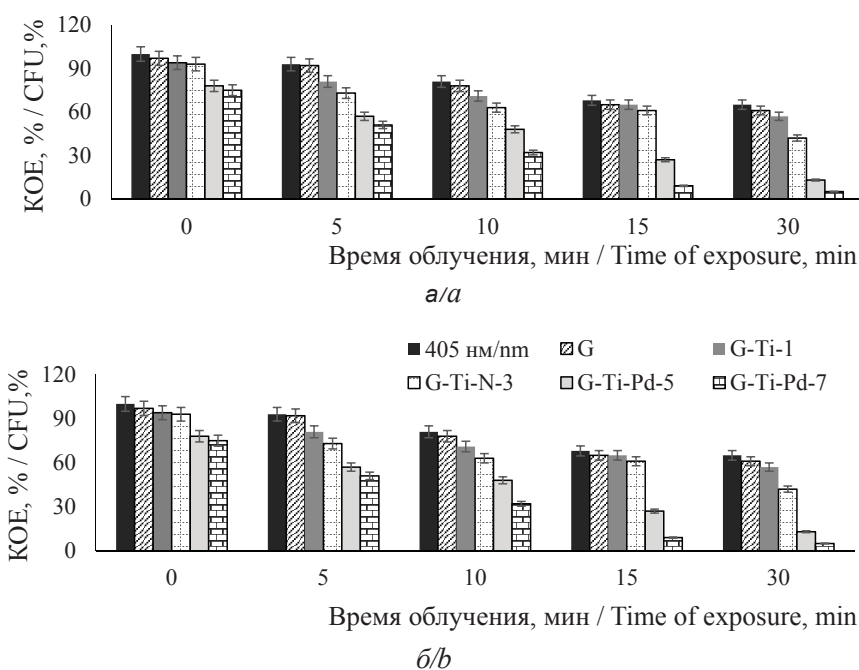 КОЕ, % / CFU,%
120
90
60
30
0
0 5 10 15 30
Время облучения, мин / Time of exposure, min
а/a
405 нм/nm G G-Ti-1
G-Ti-N-3 G-Ti-Pd-5 G-Ti-Pd-7
КОЕ, % / CFU,%
120
90
60
30
0
0 5 10 15 30
Время облучения, мин / Time of exposure, min
б/b